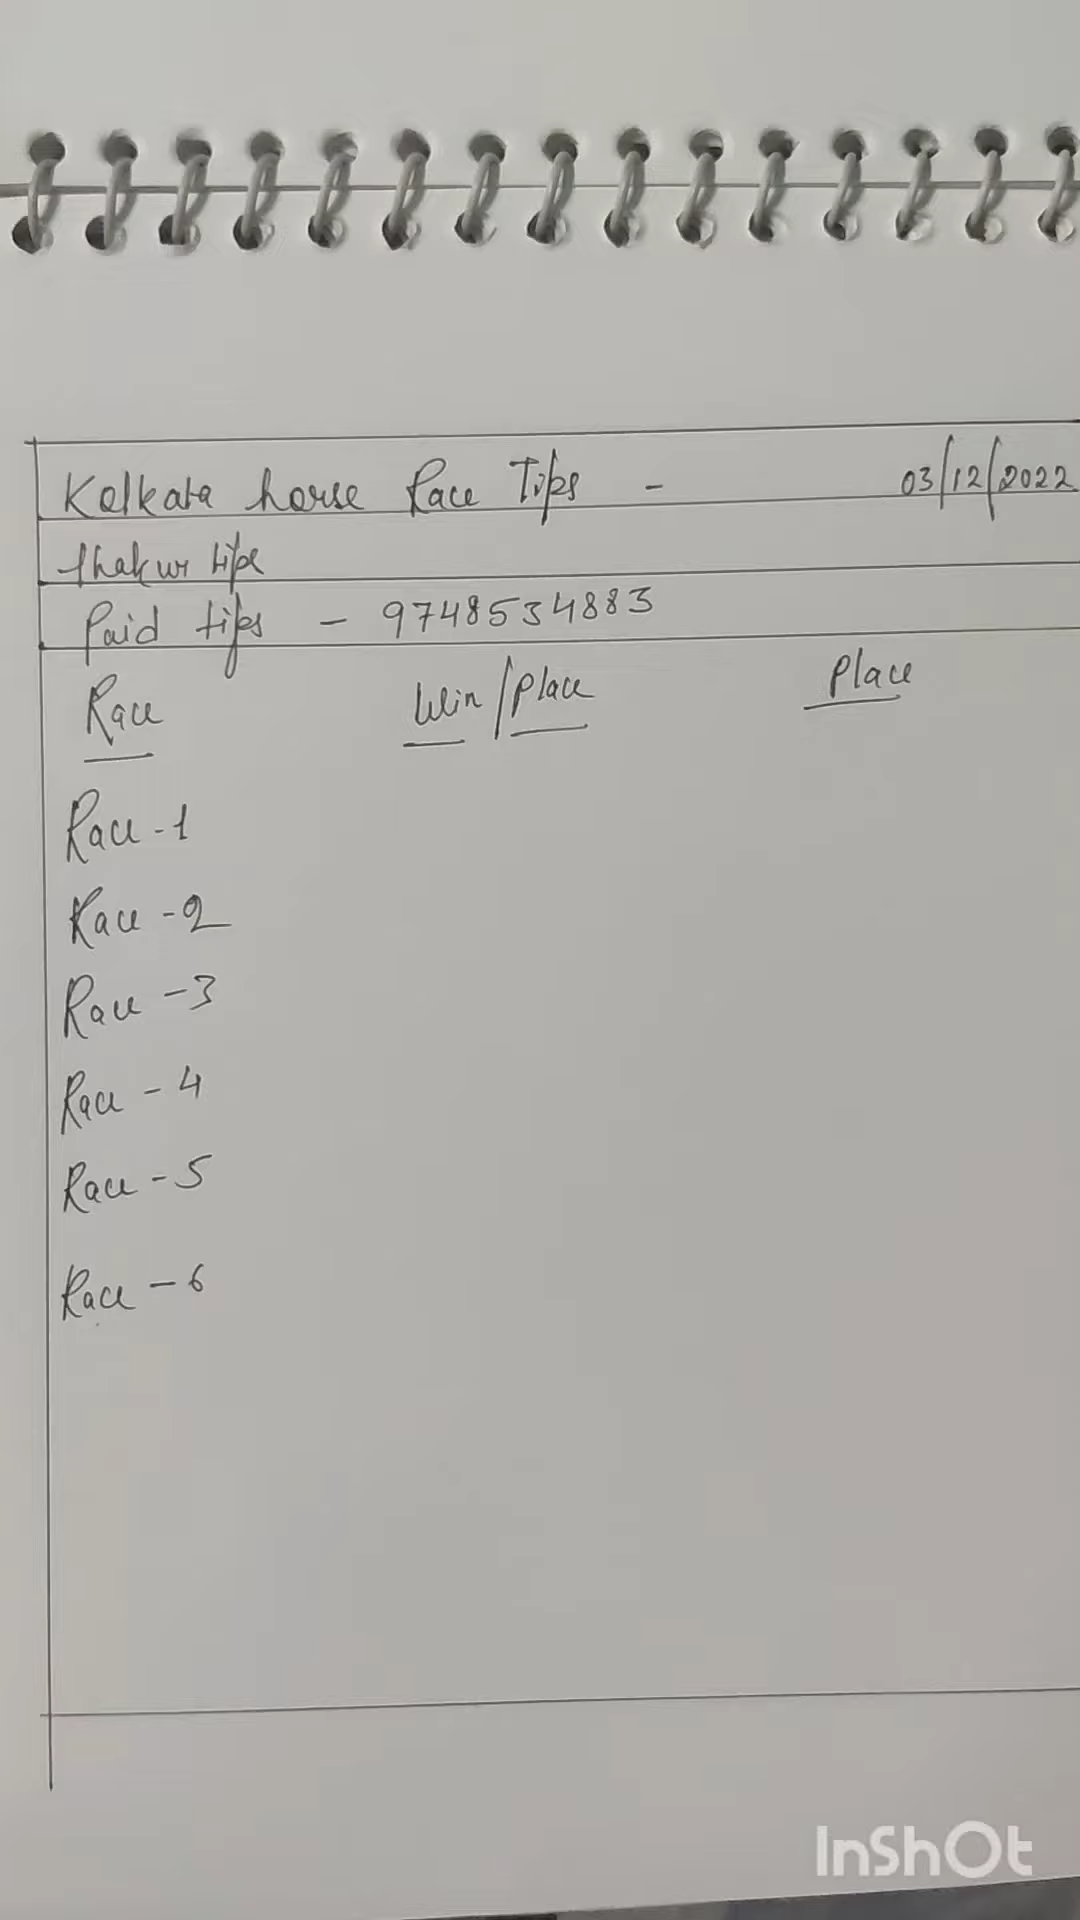 Kolkata horse Race Tips - 03/12/2022
thakur tips
Paid tips - 9748534883
Race Win/Place Place
Race-1
Race-2
Race-3
Race-4
Race-5
Race-6
InShOt